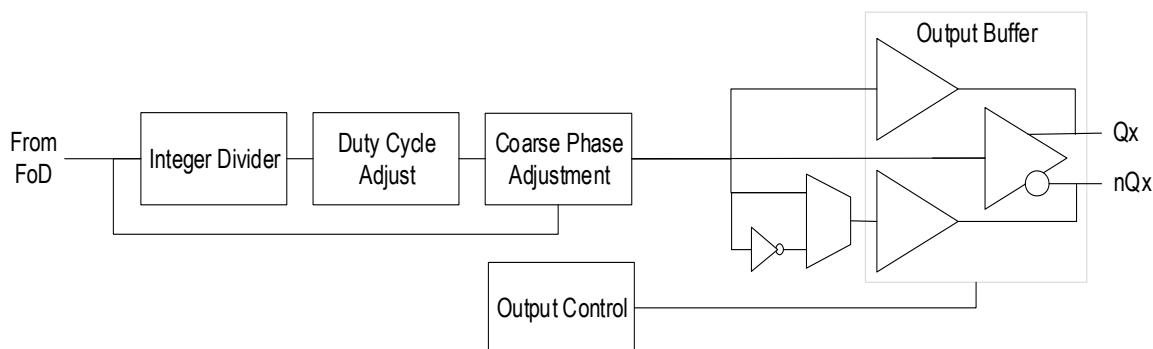 Output Buffer
From
FoD
Integer Divider
Duty Cycle
Adjust
Coarse Phase
Adjustment
Qx
nQx
Output Control